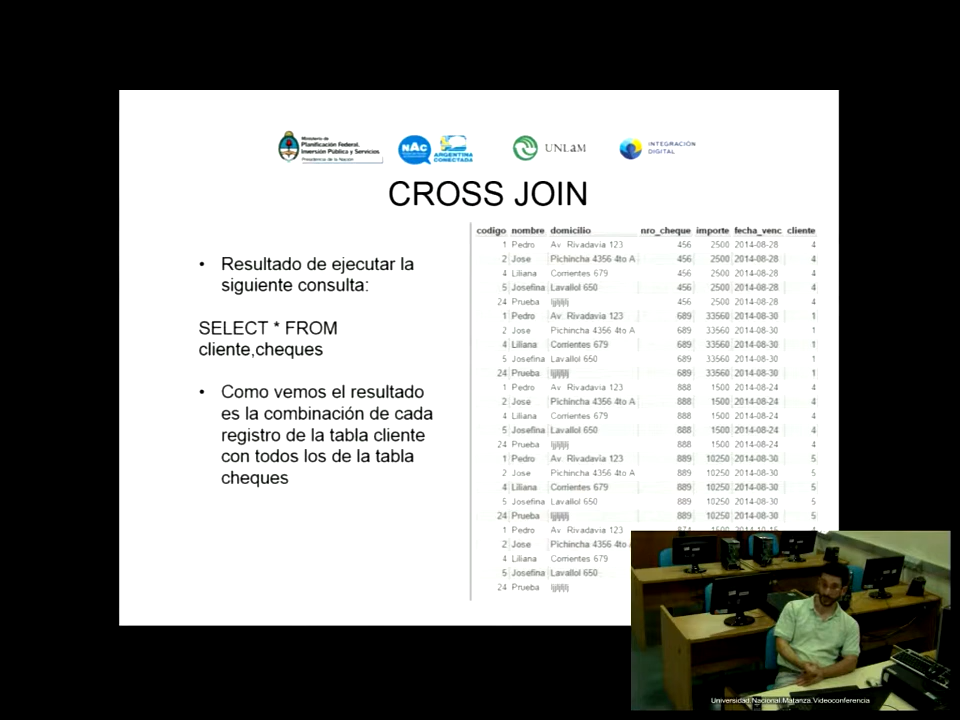 Ministerio de
Planificación Federal,
Inversión Pública y Servicios
Presidencia de la Nación
NAC
ARGENTINA
CONECTADA
UNLaM
INTEGRACIÓN
DIGITAL
CROSS JOIN
• Resultado de ejecutar la
siguiente consulta:
SELECT * FROM
cliente,cheques
• Como vemos el resultado
es la combinación de cada
registro de la tabla cliente
con todos los de la tabla
cheques
codigo nombre domicilio nro_cheque importe fecha_venc cliente
1 Pedro Av. Rivadavia 123 456 2500 2014-08-28 4
2 Jose Pichincha 4356 4to A 456 2500 2014-08-28 4
4 Liliana Corrientes 679 456 2500 2014-08-28 4
5 Josefina Lavallol 650 456 2500 2014-08-28 4
24 Prueba 456 2500 2014-08-28 4
1 Pedro Av. Rivadavia 123 689 33560 2014-08-30 1
2 Jose Pichincha 4356 4to A 689 33560 2014-08-30 1
4 Liliana Corrientes 679 689 33560 2014-08-30 1
5 Josefina Lavallol 650 689 33560 2014-08-30 1
24 Prueba 689 33560 2014-08-30 1
1 Pedro Av. Rivadavia 123 888 1500 2014-08-24 4
2 Jose Pichincha 4356 4to A 888 1500 2014-08-24 4
4 Liliana Corrientes 679 888 1500 2014-08-24 4
5 Josefina Lavallol 650 888 1500 2014-08-24 4
24 Prueba 888 1500 2014-08-24 4
1 Pedro Av. Rivadavia 123 889 10250 2014-08-30 5
2 Jose Pichincha 4356 4to A 889 10250 2014-08-30 5
4 Liliana Corrientes 679 889 10250 2014-08-30 5
5 Josefina Lavallol 650 889 10250 2014-08-30 5
24 Prueba 889 10250 2014-08-30 5
1 Pedro Av. Rivadavia 123
2 Jose Pichincha 4356 4to
4 Liliana Corrientes 679
5 Josefina Lavallol 650
24 Prueba
Universidad.Nacional.Matanza.Videoconferencia